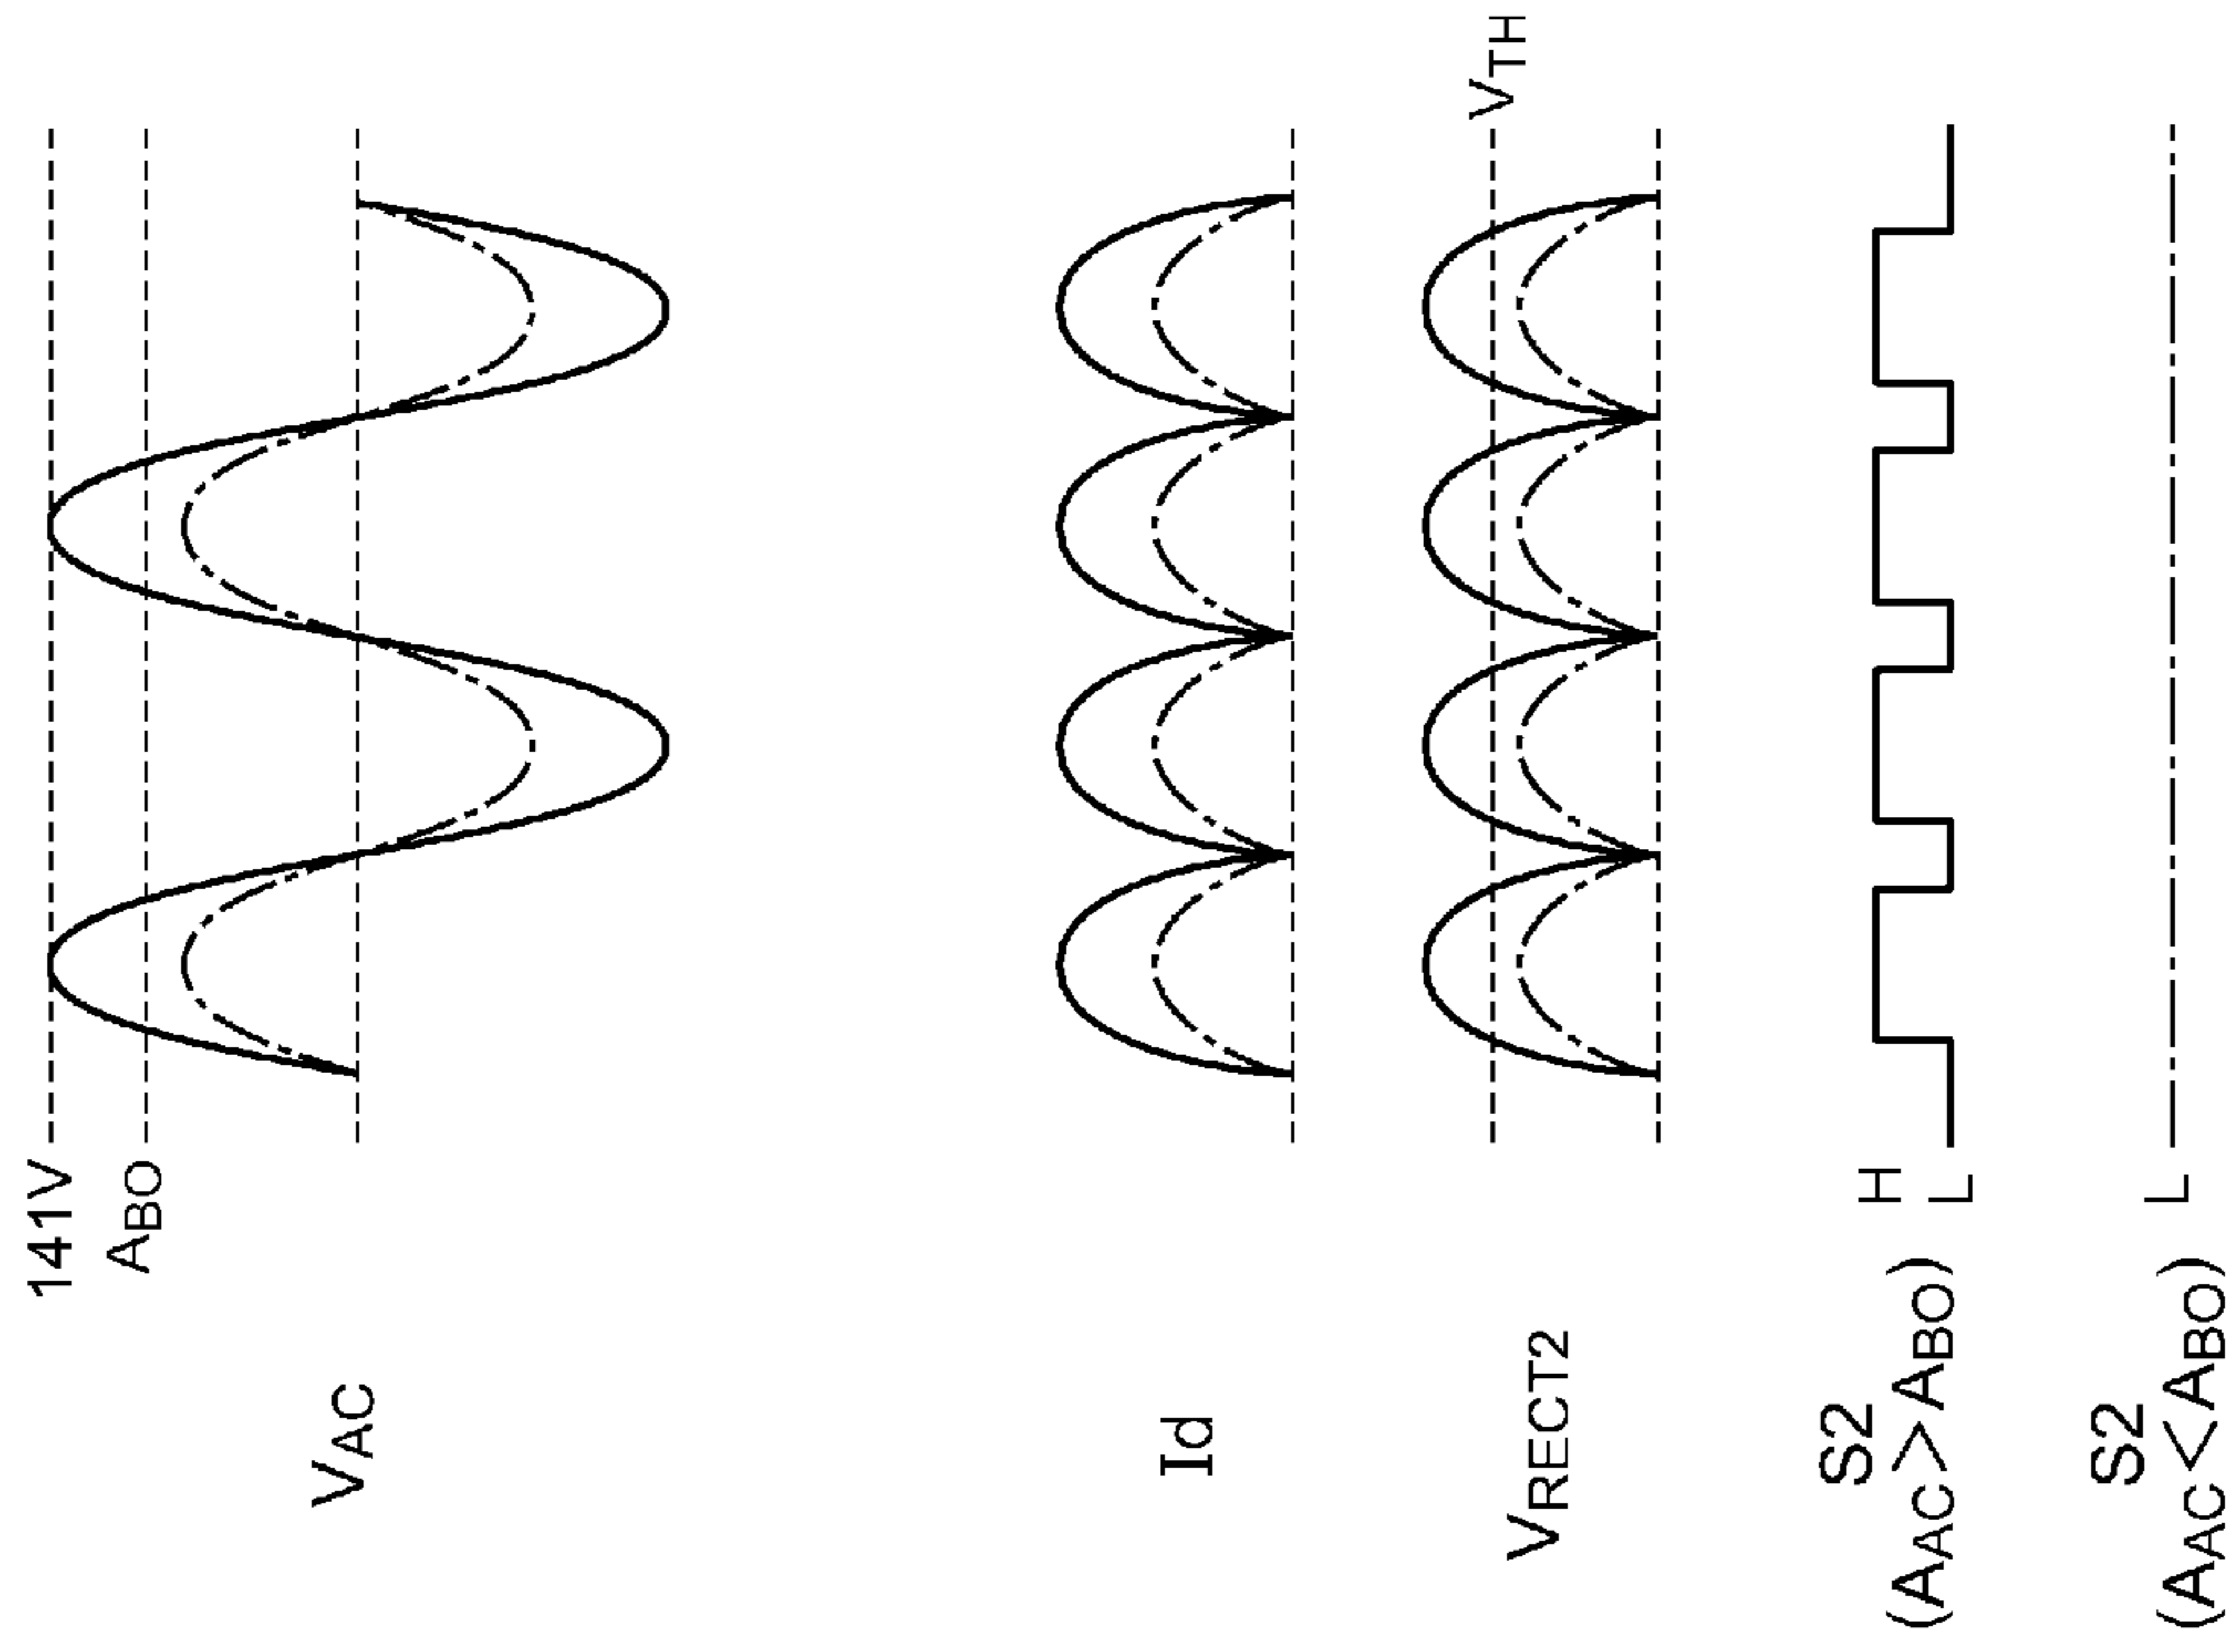 141V
ABO
VAC
Id
VTH
VRECT2
S2
(AAC>ABO)
H
L
S2
(AAC<ABO)
L